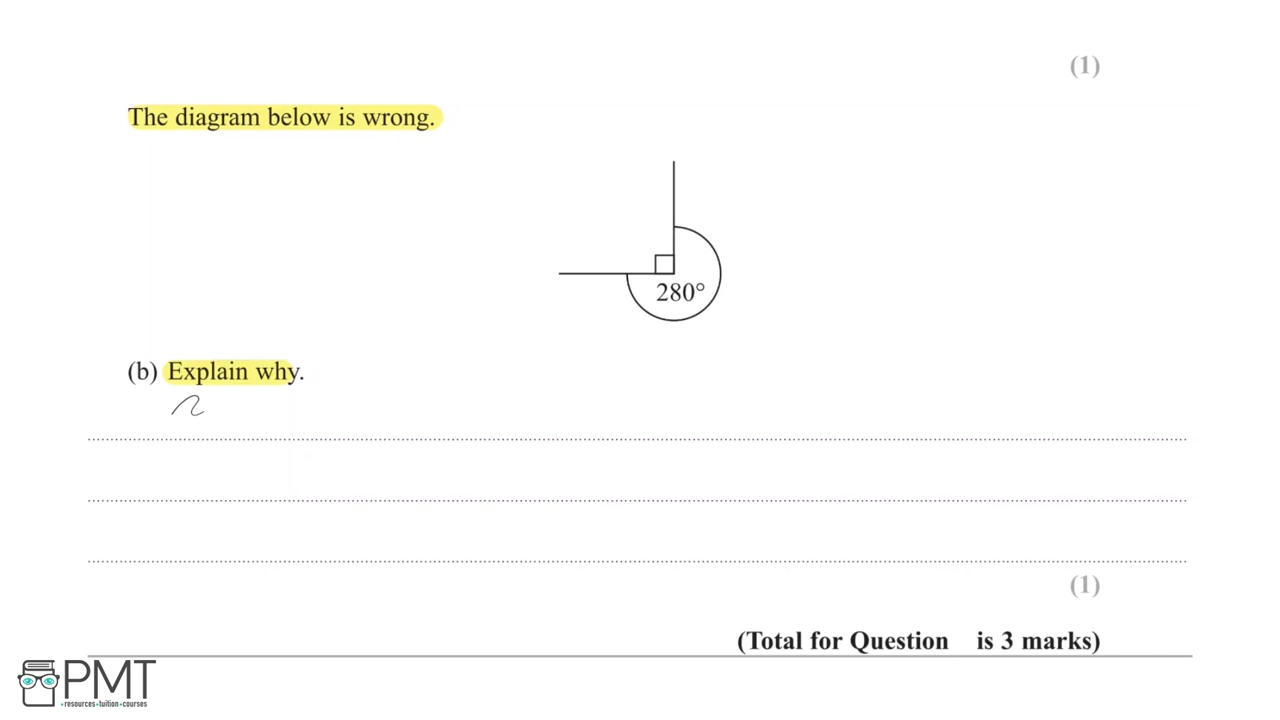 (1)
The diagram below is wrong.
280°
(b) Explain why.
(1)
(Total for Question is 3 marks)
PMT
•resources•tuition•courses